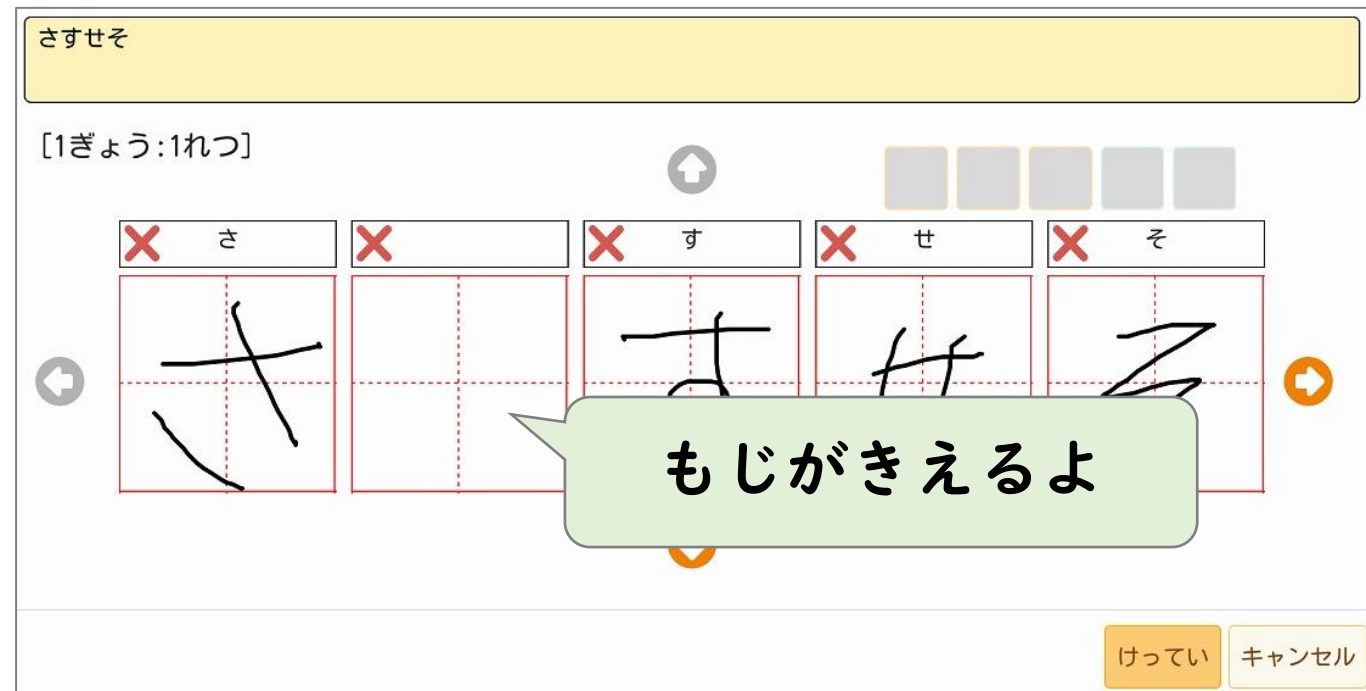 さすせそ
[1ぎょう:1れつ]
さ す せ そ
さ す せ そ
もじがきえるよ
けってい キャンセル